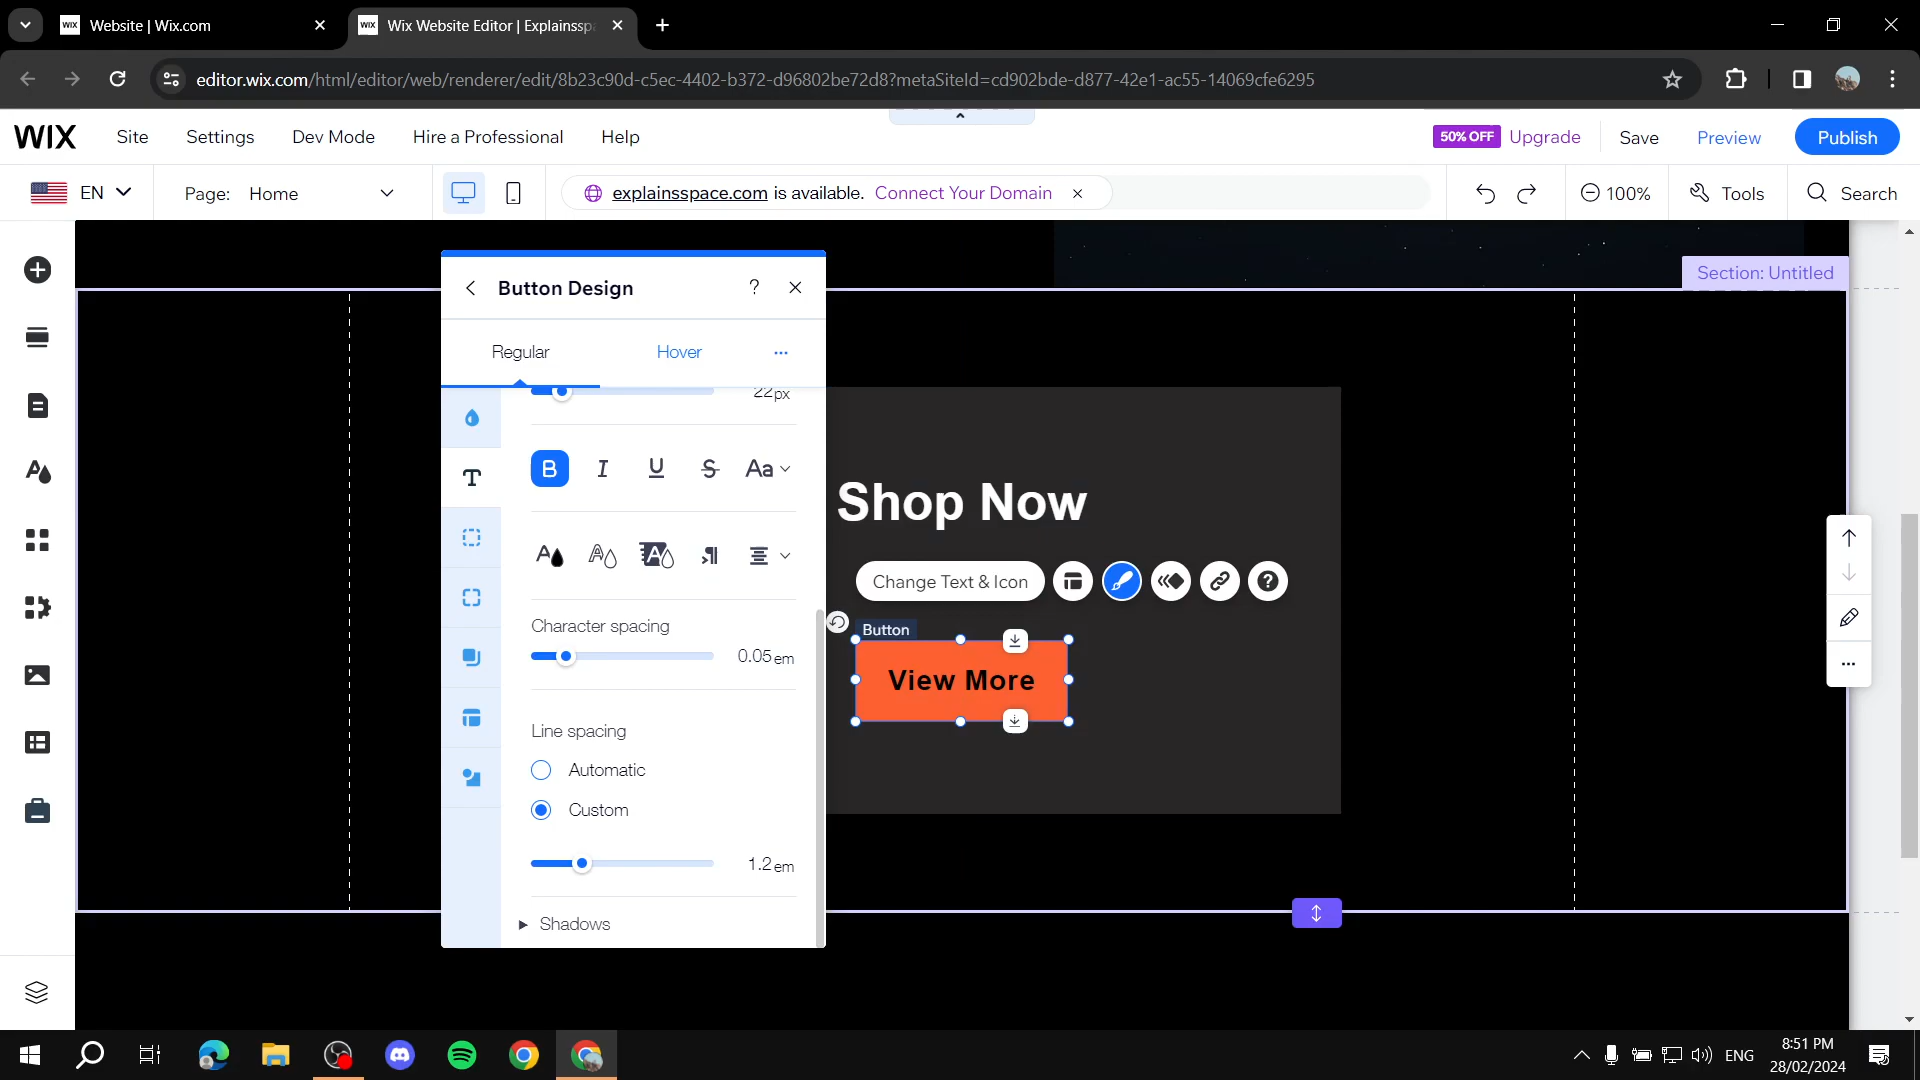 Website | Wix.com
Wix Website Editor | Explainssp
editor.wix.com/html/editor/web/renderer/edit/8b23c90d-c5ec-4402-b372-d96802be72d8?metaSiteId=cd902bde-d877-42e1-ac55-14069cfe6295
WIX Site Settings Dev Mode Hire a Professional Help 50% OFF Upgrade Save Preview Publish
EN Page: Home explainsspace.com is available. Connect Your Domain 100% Tools Search
Section: Untitled
Button Design ?
Regular Hover
22px
B I U S Aa
Shop Now
Change Text & Icon
Character spacing
0.05em
Button
View More
Line spacing
Automatic
Custom
1.2em
Shadows
ENG
8:51 PM
28/02/2024